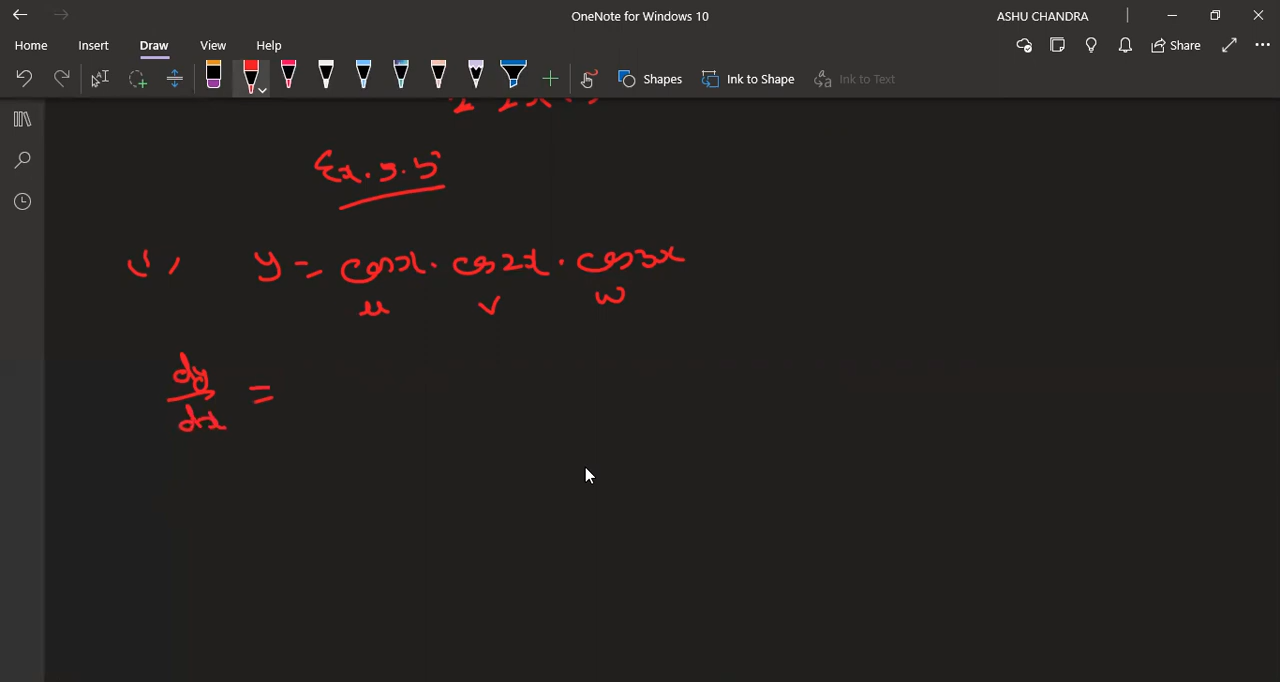 OneNote for Windows 10
ASHU CHANDRA
Home Insert Draw View Help
Share
Shapes Ink to Shape Ink to Text
Ex. 5.5
(1) y = cosx . cos2x . cos3x
u v w
dy
dx =